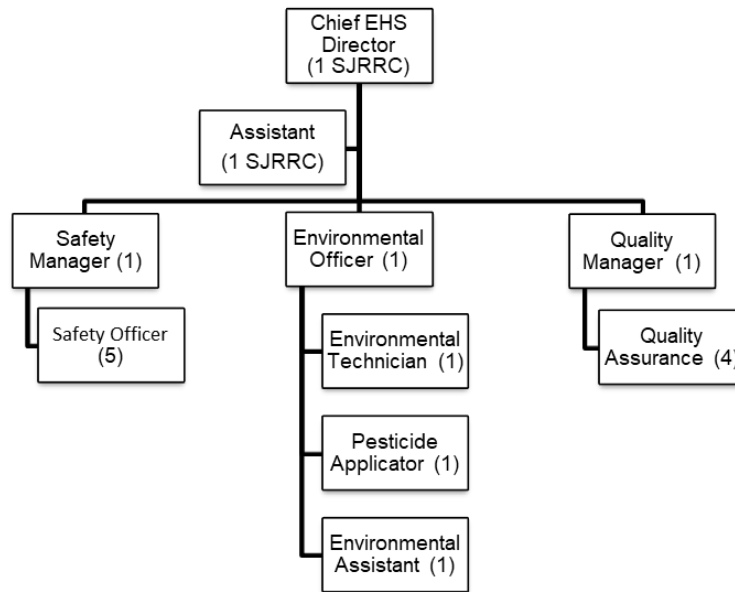 Chief EHS
Director
(1 SJRRC)
Assistant
(1 SJRRC)
Safety
Manager (1)
Environmental
Officer (1)
Quality
Manager (1)
Safety Officer
(5)
Environmental
Technician (1)
Quality
Assurance (4)
Pesticide
Applicator (1)
Environmental
Assistant (1)